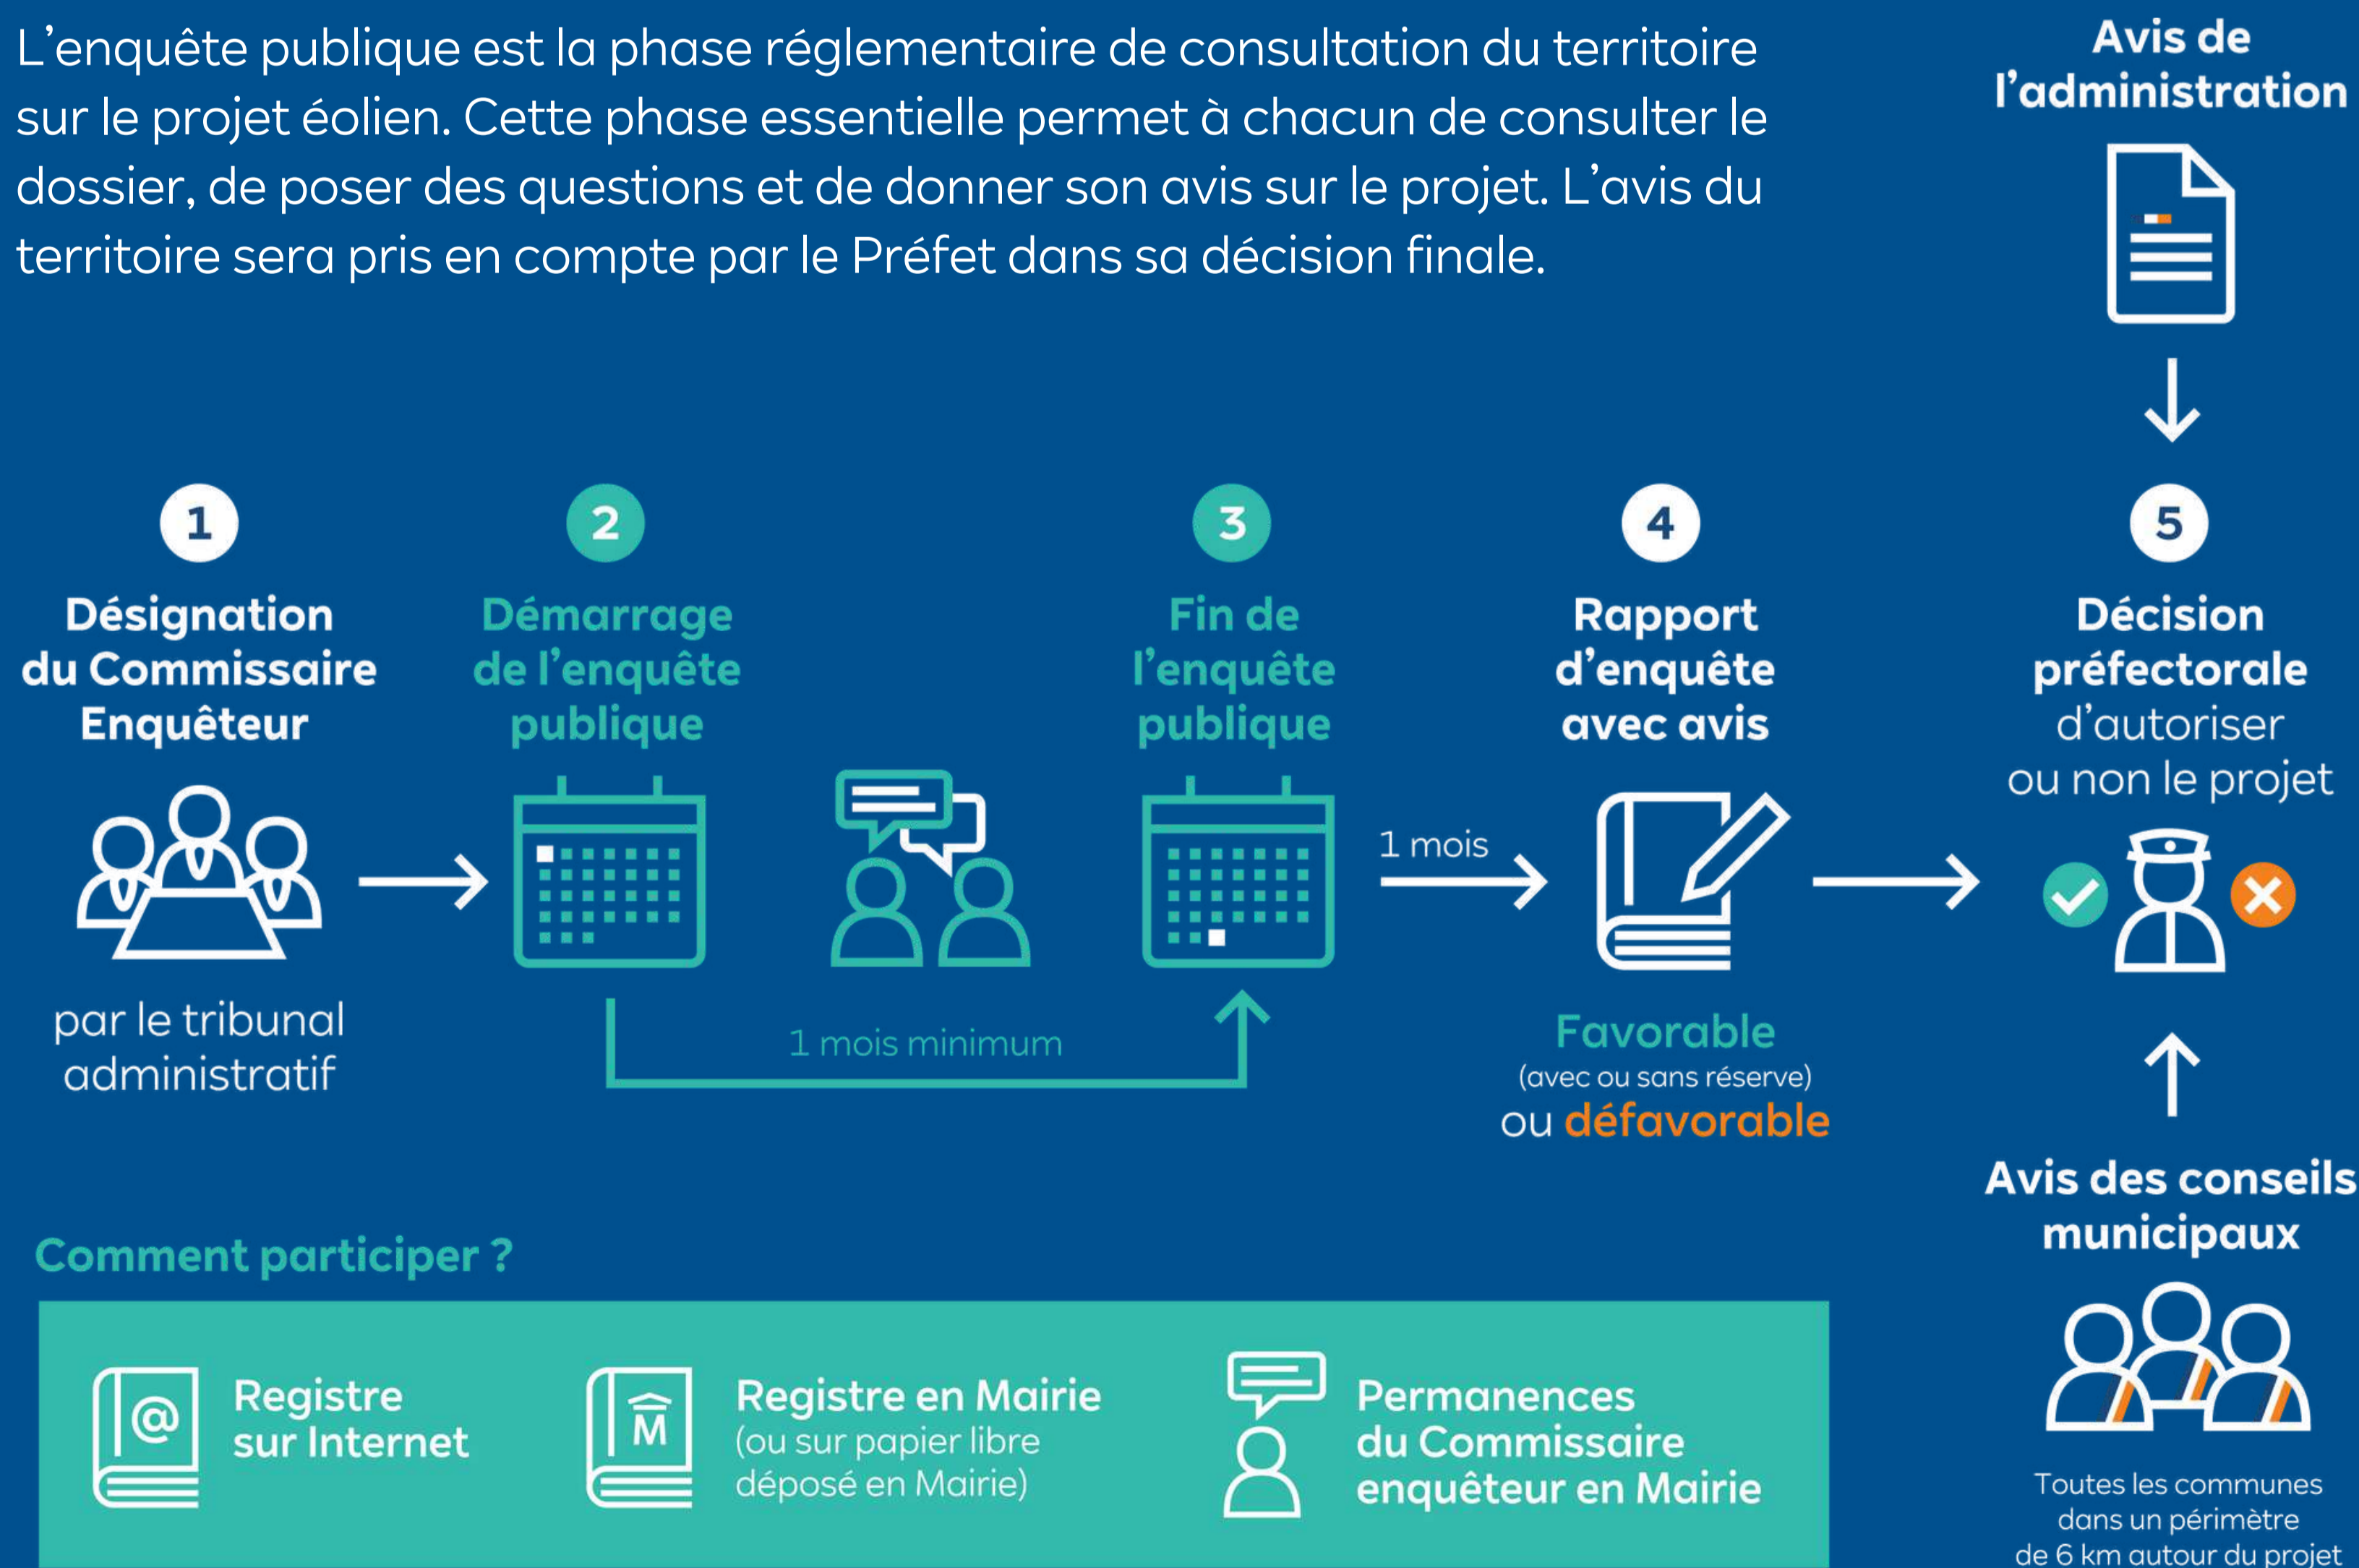 L'enquête publique est la phase réglementaire de consultation du territoire
sur le projet éolien. Cette phase essentielle permet à chacun de consulter le
dossier, de poser des questions et de donner son avis sur le projet. L'avis du
territoire sera pris en compte par le Préfet dans sa décision finale.
Avis de
l'administration
1
Désignation
du Commissaire
Enquêteur
par le tribunal
administratif
2
Démarrage
de l'enquête
publique
1 mois minimum
3
Fin de
l'enquête
publique
1 mois
4
Rapport
d'enquête
avec avis
Favorable
(avec ou sans réserve)
ou défavorable
5
Décision
préfectorale
d'autoriser
ou non le projet
Avis des conseils
municipaux
Toutes les communes
dans un périmètre
de 6 km autour du projet
Comment participer ?
@
Registre
sur Internet
M
Registre en Mairie
(ou sur papier libre
déposé en Mairie)
Permanences
du Commissaire
enquêteur en Mairie